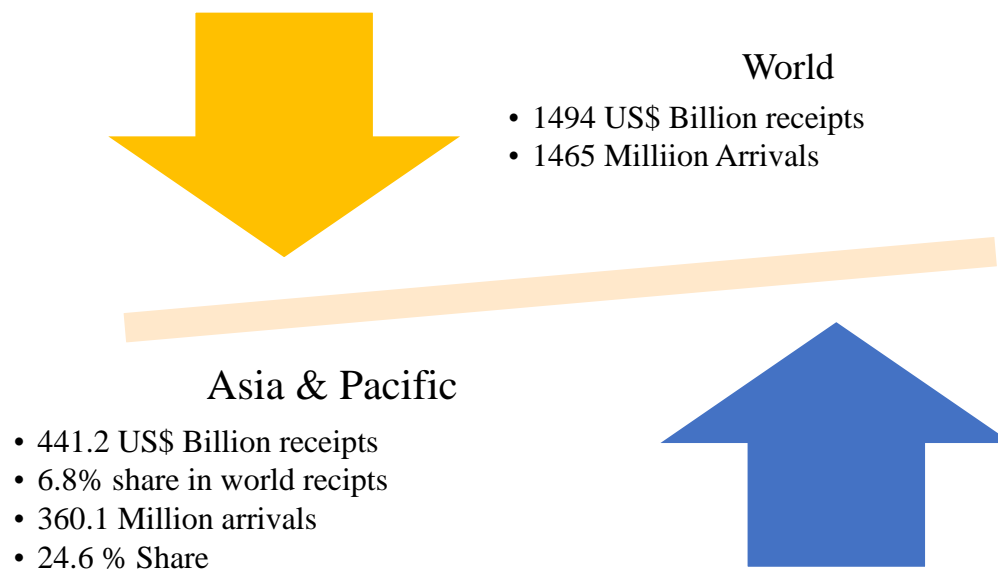 World
• 1494 US$ Billion receipts
• 1465 Milliion Arrivals
Asia & Pacific
• 441.2 US$ Billion receipts
• 6.8% share in world recipts
• 360.1 Million arrivals
• 24.6 % Share